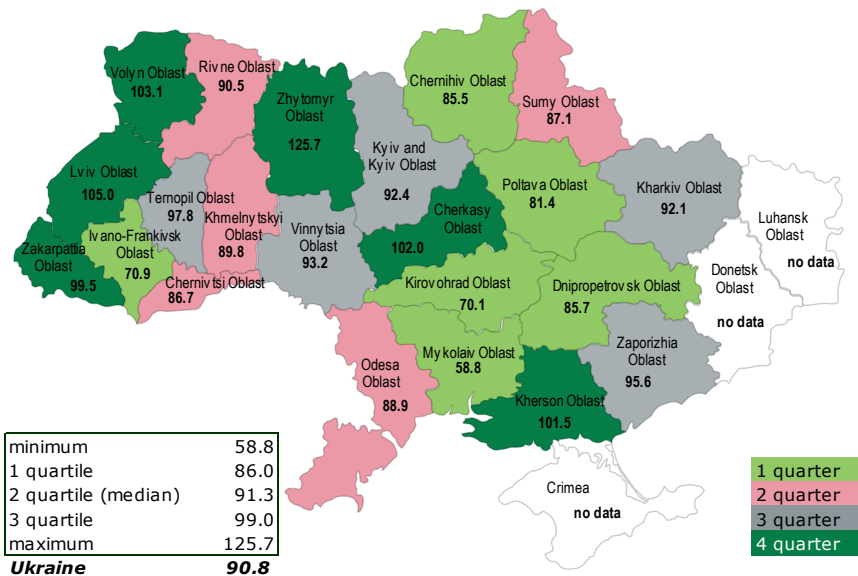 Volyn Oblast
103.1
Rivne Oblast
90.5
Zhytomyr
Oblast
125.7
Chernihiv Oblast
85.5
Sumy Oblast
87.1
Kyiv and
Kyiv Oblast
92.4
Lviv Oblast
105.0
Ternopil Oblast
97.8
Khmelnytskyi
Oblast
89.8
Vinnytsia
Oblast
93.2
Cherkasy
Oblast
102.0
Poltava Oblast
81.4
Kharkiv Oblast
92.1
Luhansk
Oblast
no data
Zakarpattia
Oblast
99.5
Ivano-Frankivsk
Oblast
70.9
Chernivtsi Oblast
86.7
Kirovohrad Oblast
70.1
Dnipropetrovsk Oblast
85.7
Donetsk
Oblast
no data
Odesa
Oblast
88.9
Mykolaiv Oblast
58.8
Zaporizhia
Oblast
95.6
Kherson Oblast
101.5
Crimea
no data
minimum 58.8
1 quartile 86.0
2 quartile (median) 91.3
3 quartile 99.0
maximum 125.7
Ukraine 90.8
1 quarter
2 quarter
3 quarter
4 quarter